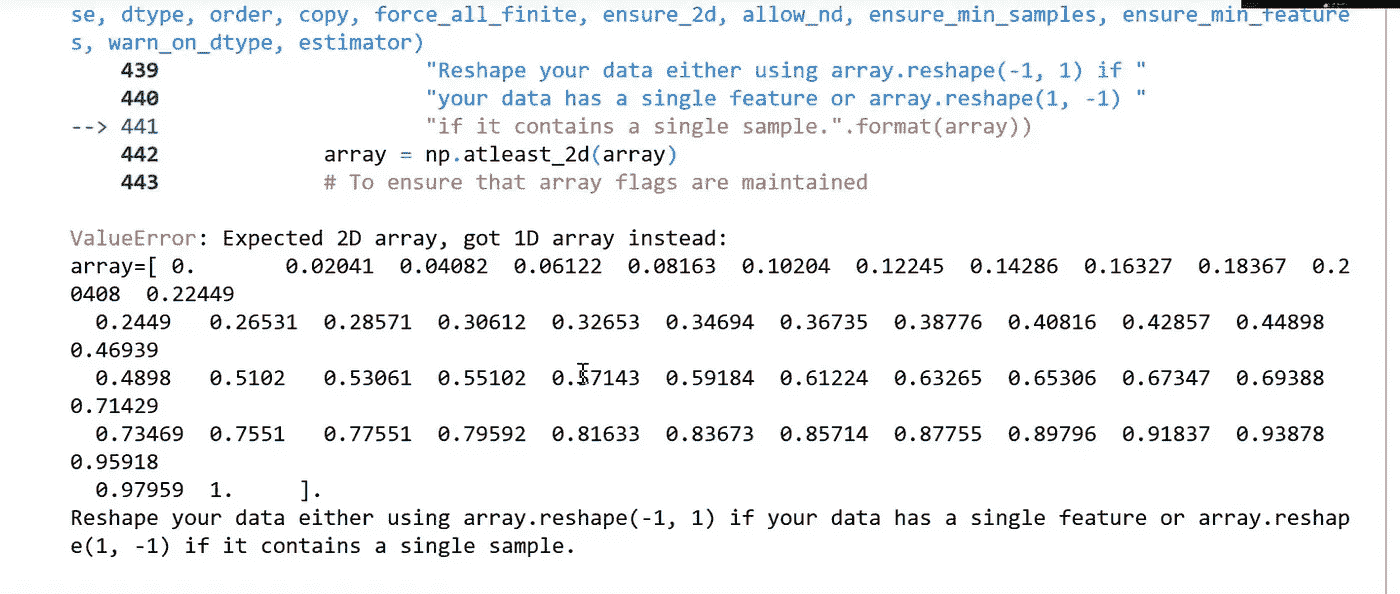 se, dtype, order, copy, force_all_finite, ensure_2d, allow_nd, ensure_min_samples, ensure_min_feature
s, warn_on_dtype, estimator)
439 "Reshape your data either using array.reshape(-1, 1) if "
440 "your data has a single feature or array.reshape(1, -1) "
--> 441 "if it contains a single sample.".format(array))
442 array = np.atleast_2d(array)
443 # To ensure that array flags are maintained
ValueError: Expected 2D array, got 1D array instead:
array=[ 0. 0.02041 0.04082 0.06122 0.08163 0.10204 0.12245 0.14286 0.16327 0.18367 0.2
0408 0.22449
0.2449 0.26531 0.28571 0.30612 0.32653 0.34694 0.36735 0.38776 0.40816 0.42857 0.44898
0.46939
0.4898 0.5102 0.53061 0.55102 0.57143 0.59184 0.61224 0.63265 0.65306 0.67347 0.69388
0.71429
0.73469 0.7551 0.77551 0.79592 0.81633 0.83673 0.85714 0.87755 0.89796 0.91837 0.93878
0.95918
0.97959 1. ].
Reshape your data either using array.reshape(-1, 1) if your data has a single feature or array.reshap
e(1, -1) if it contains a single sample.